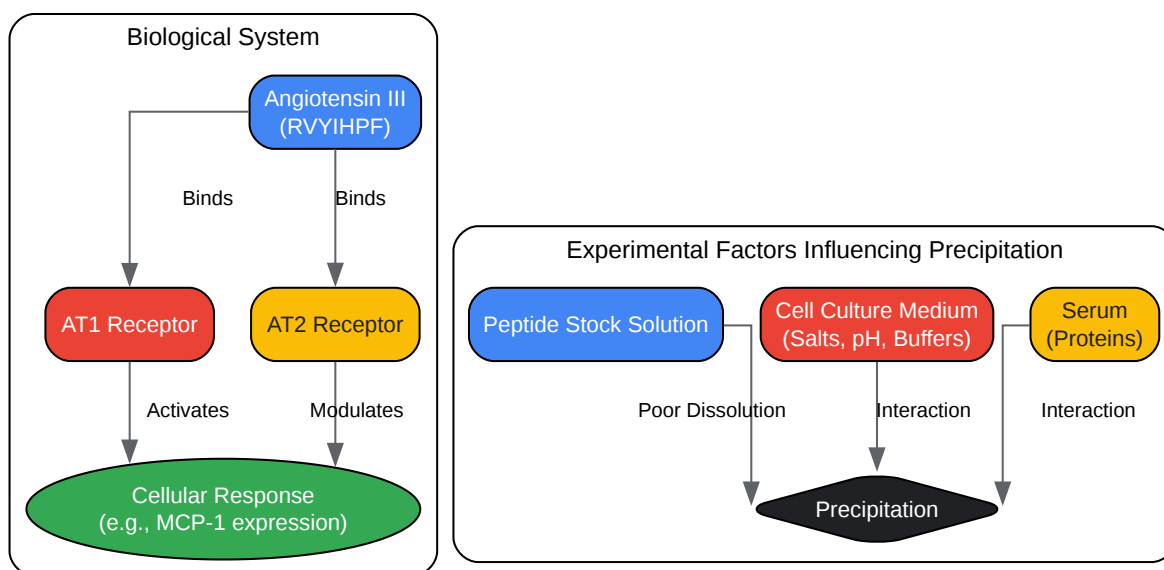 Biological System
Angiotensin III
(RVYIHPF)
Binds
Binds
AT1 Receptor
AT2 Receptor
Activates
Modulates
Cellular Response
(e.g., MCP-1 expression)
Experimental Factors Influencing Precipitation
Peptide Stock Solution
Cell Culture Medium
(Salts, pH, Buffers)
Serum
(Proteins)
Poor Dissolution
Interaction
Interaction
Precipitation